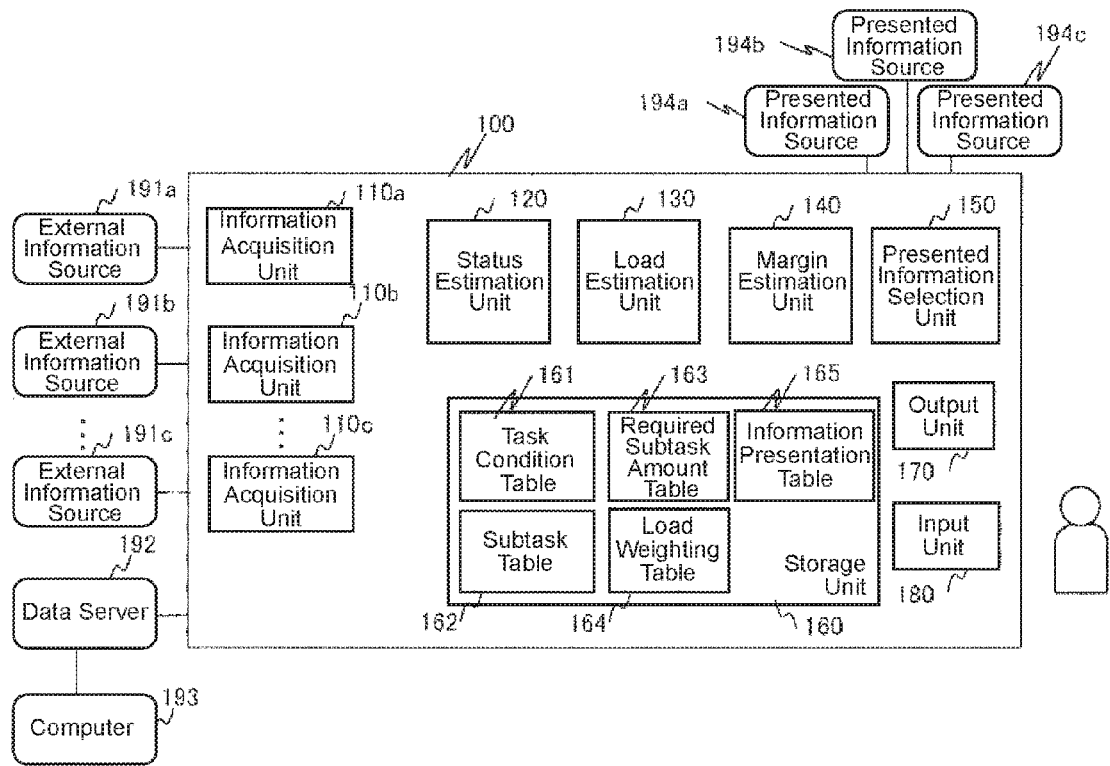 194b
Presented
Information
Source
194c
194a
Presented
Information
Source
Presented
Information
Source
100
191a
External
Information
Source
110a
Information
Acquisition
Unit
120
Status
Estimation
Unit
130
Load
Estimation
Unit
140
Margin
Estimation
Unit
150
Presented
Information
Selection
Unit
191b
External
Information
Source
10b
Information
Acquisition
Unit
191c
External
Information
Source
110c
Information
Acquisition
Unit
161
Task
Condition
Table
163
Required
Subtask
Amount
Table
165
Information
Presentation
Table
Output
Unit
170
Subtask
Table
162
Load
Weighting
Table
164
Storage
Unit
160
Input
Unit
180
192
Data Server
193
Computer